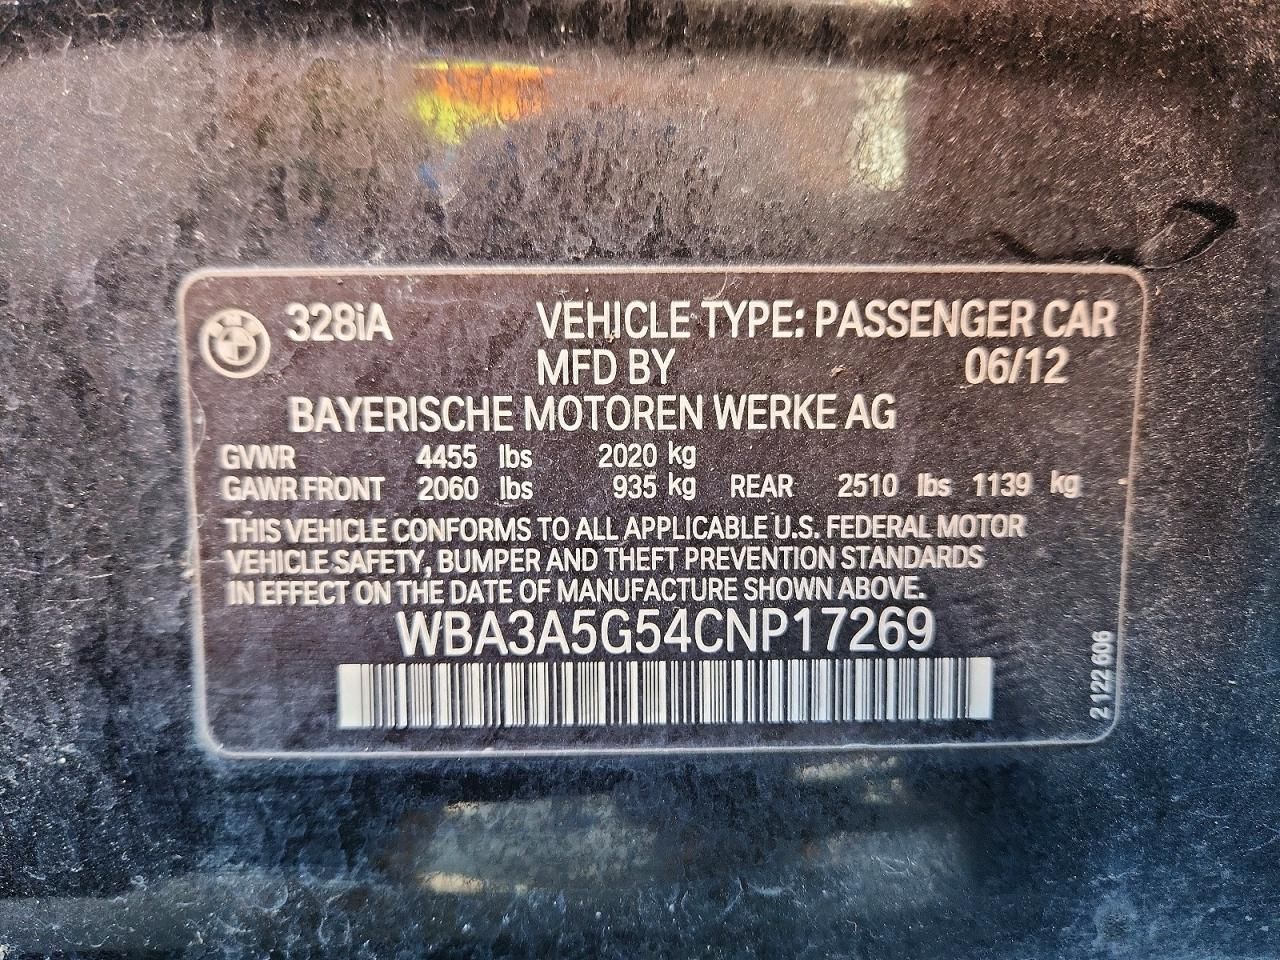 328iA VEHICLE TYPE: PASSENGER CAR
MFD BY 06/12
BAYERISCHE MOTOREN WERKE AG
GVWR 4455 lbs 2020 kg
GAWR FRONT 2060 lbs 935 kg REAR 2510 lbs 1139 kg
THIS VEHICLE CONFORMS TO ALL APPLICABLE U.S. FEDERAL MOTOR
VEHICLE SAFETY, BUMPER AND THEFT PREVENTION STANDARDS
IN EFFECT ON THE DATE OF MANUFACTURE SHOWN ABOVE.
WBA3A5G54CNP17269
2 122 606